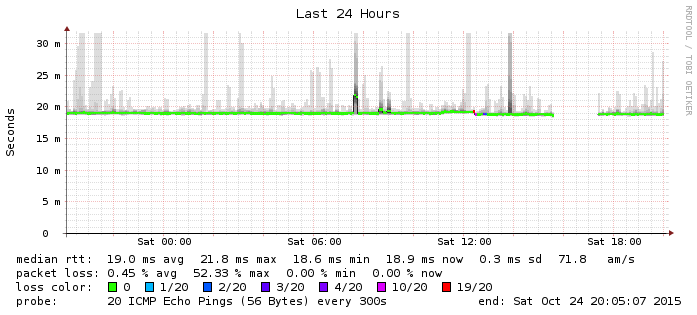 Last 24 Hours
RRDTOOL / TOBI OETIKER
Seconds
30 m
25 m
20 m
15 m
10 m
5 m
0
Sat 00:00 Sat 06:00 Sat 12:00 Sat 18:00
median rtt: 19.0 ms avg 21.8 ms max 18.6 ms min 18.9 ms now 0.3 ms sd 71.8 am/s
packet loss: 0.45 % avg 52.33 % max 0.00 % min 0.00 % now
loss color: 0 1/20 2/20 3/20 4/20 10/20 19/20
probe: 20 ICMP Echo Pings (56 Bytes) every 300s end: Sat Oct 24 20:05:07 2015